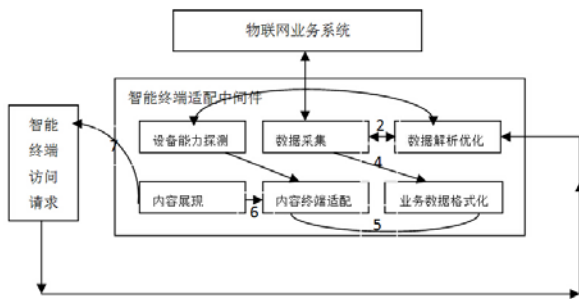 物联网业务系统
智能终端适配中间件
智能
终端
访问
请求
7
设备能力探测
数据采集
2
数据解析优化
4
内容展现
6
内容终端适配
业务数据格式化
5